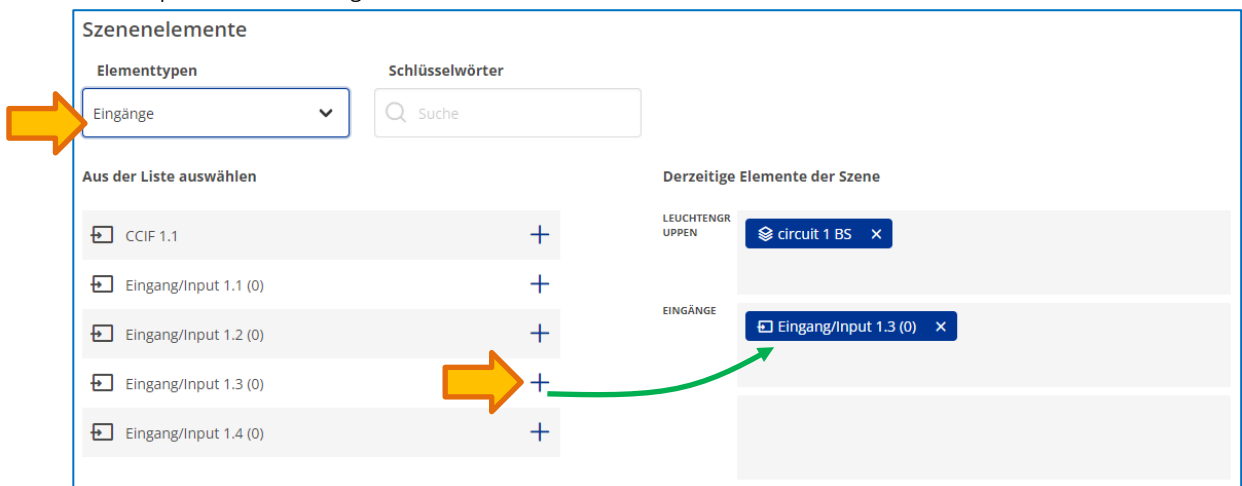 Szenenelemente
Elementtypen
Schlüsselwörter
Eingänge
Suche
Aus der Liste auswählen
CCIF 1.1
Eingang/Input 1.1 (0)
Eingang/Input 1.2 (0)
Eingang/Input 1.3 (0)
Eingang/Input 1.4 (0)
Derzeitige Elemente der Szene
LEUCHTENGR
UPPEN
circuit 1 BS
EINGÄNGE
Eingang/Input 1.3 (0)